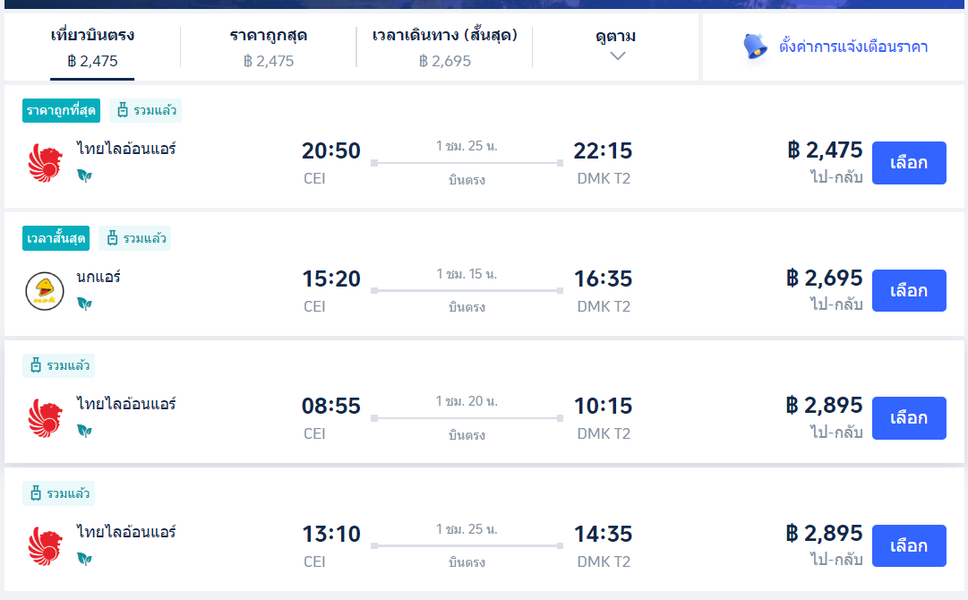 เที่ยวบินตรง
฿ 2,475
ราคาถูกสุด
฿ 2,475
เวลาเดินทาง (สั้นสุด)
฿ 2,695
ดูตาม
ตั้งค่าการแจ้งเตือนราคา
ราคาถูกที่สุด รวมแล้ว
ไทยไลอ้อนแอร์
20:50 1 ชม. 25 น. 22:15
CEI บินตรง DMK T2
฿ 2,475
ไป-กลับ
เลือก
เวลาสั้นสุด รวมแล้ว
นกแอร์
15:20 1 ชม. 15 น. 16:35
CEI บินตรง DMK T2
฿ 2,695
ไป-กลับ
เลือก
รวมแล้ว
ไทยไลอ้อนแอร์
08:55 1 ชม. 20 น. 10:15
CEI บินตรง DMK T2
฿ 2,895
ไป-กลับ
เลือก
รวมแล้ว
ไทยไลอ้อนแอร์
13:10 1 ชม. 25 น. 14:35
CEI บินตรง DMK T2
฿ 2,895
ไป-กลับ
เลือก